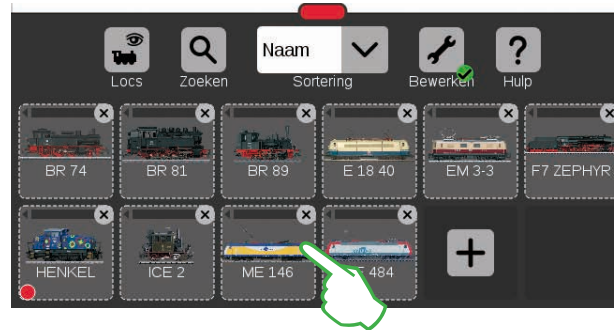 Naam
Locs Zoeken Sortering Bewerken Hulp
BR 74 BR 81 BR 89 E 18 40 EM 3-3 F7 ZEPHYR
HENKEL ICE 2 ME 146 484